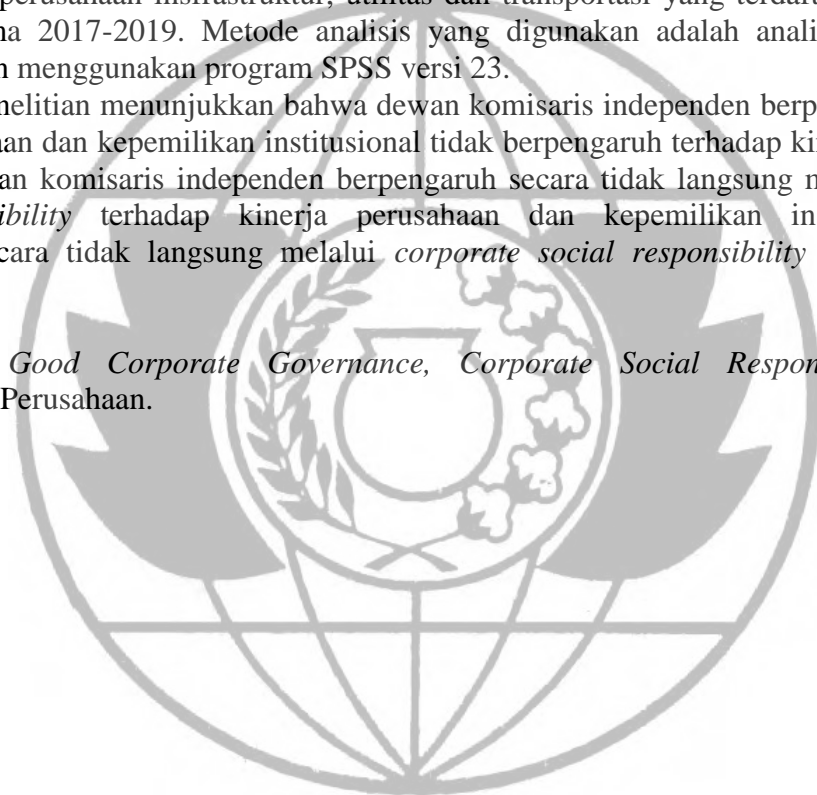 perusahaan insfrastruktur, utilitas dan transportasi yang terdaftar
na 2017-2019. Metode analisis yang digunakan adalah anali
n menggunakan program SPSS versi 23.
nelitian menunjukkan bahwa dewan komisaris independen berp
aan dan kepemilikan institusional tidak berpengaruh terhadap kin
an komisaris independen berpengaruh secara tidak langsung m
ibility terhadap kinerja perusahaan dan kepemilikan in
cara tidak langsung melalui corporate social responsibility
Good Corporate Governance, Corporate Social Respon
Perusahaan.